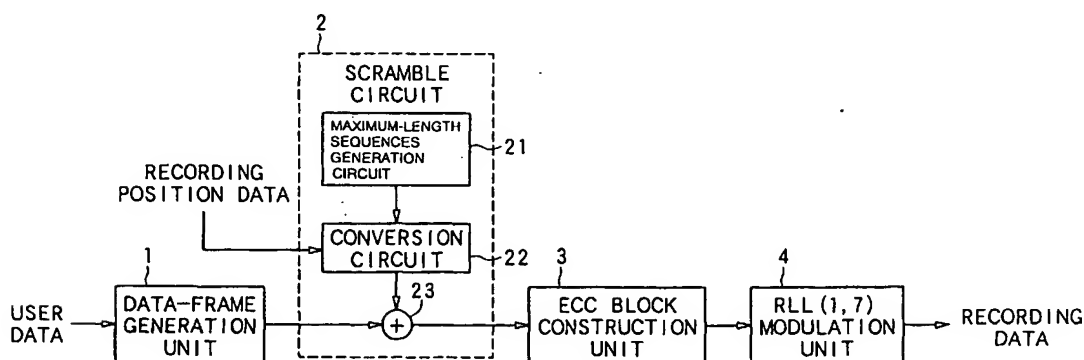 2
SCRAMBLE
CIRCUIT
MAXIMUM-LENGTH
SEQUENCES
GENERATION
CIRCUIT
21
RECORDING
POSITION DATA
CONVERSION
CIRCUIT
22
1
23
3
4
USER
DATA
DATA-FRAME
GENERATION
UNIT
+
ECC BLOCK
CONSTRUCTION
UNIT
RLL(1,7)
MODULATION
UNIT
RECORDING
DATA